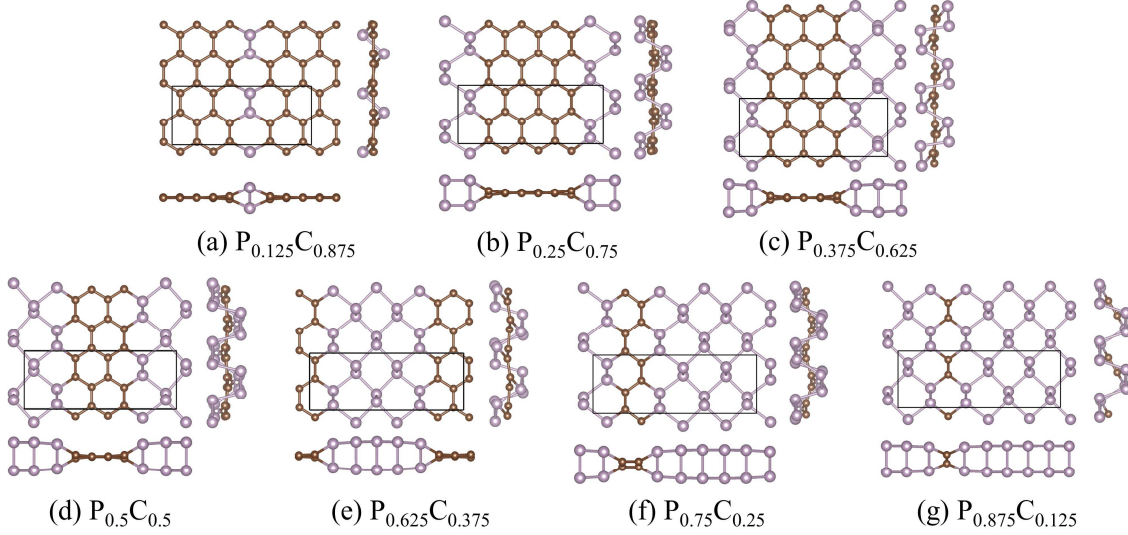 (a) P₀.₁₂₅C₀.₈₇₅
(b) P₀.₂₅C₀.₇₅
(c) P₀.₃₇₅C₀.₆₂₅
(d) P₀.₅C₀.₅
(e) P₀.₆₂₅C₀.₃₇₅
(f) P₀.₇₅C₀.₂₅
(g) P₀.₈₇₅C₀.₁₂₅